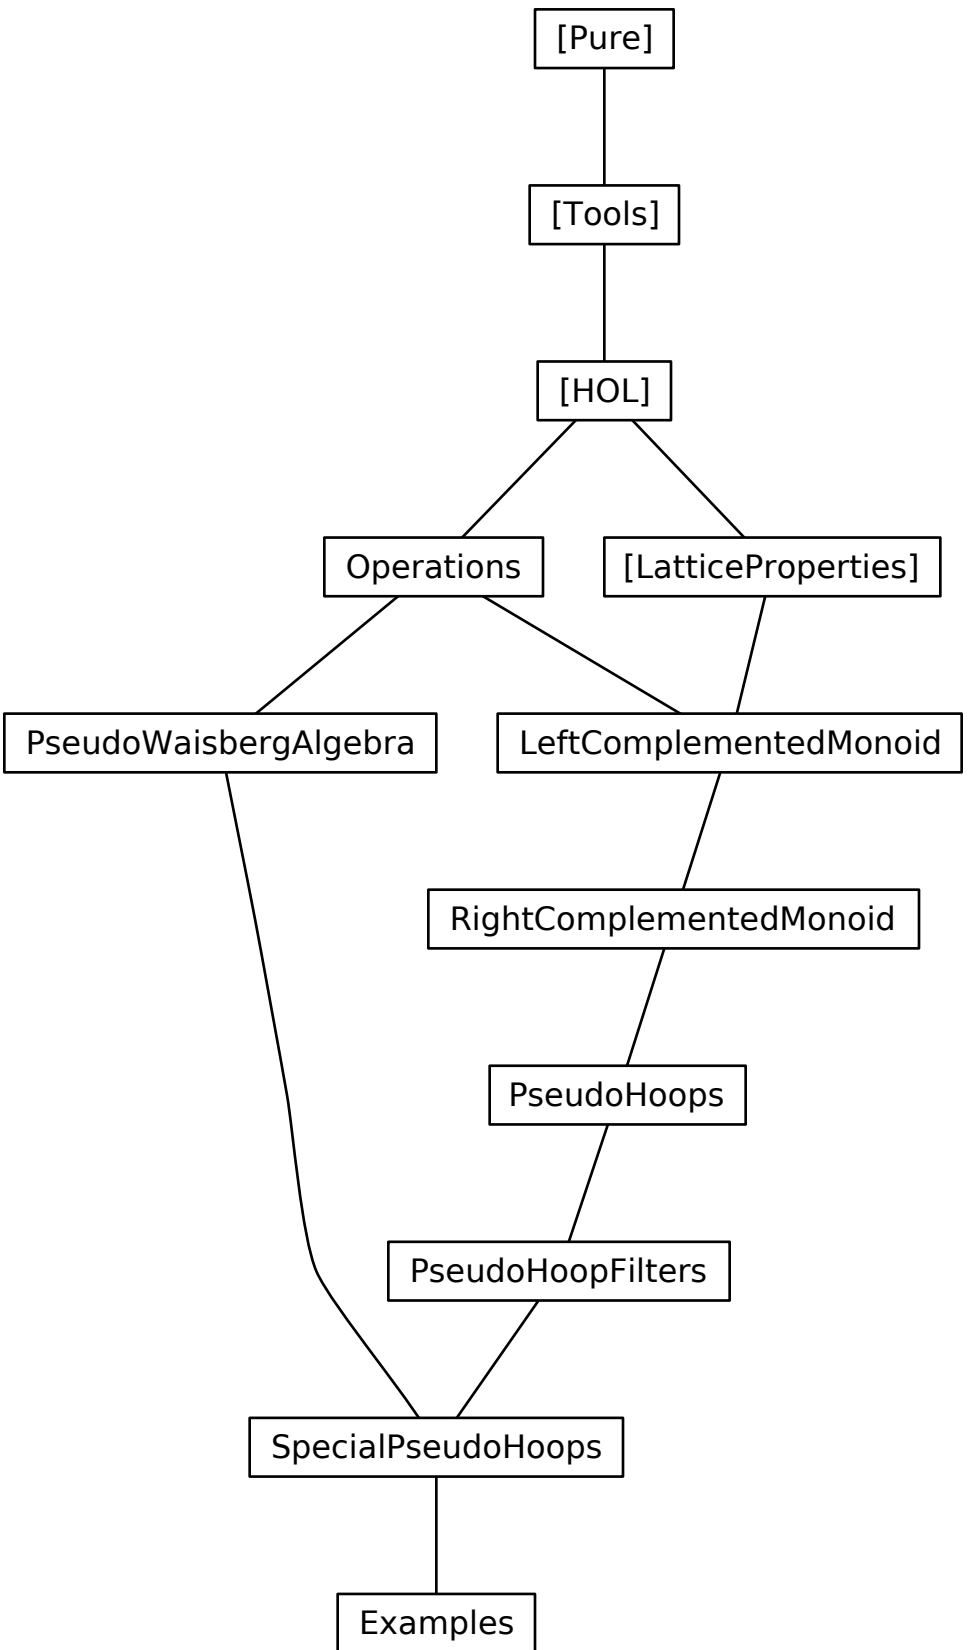 [Pure]
[Tools]
[HOL]
Operations
[LatticeProperties]
PseudoWaisbergAlgebra
LeftComplementedMonoid
RightComplementedMonoid
PseudoHoops
PseudoHoopFilters
SpecialPseudoHoops
Examples